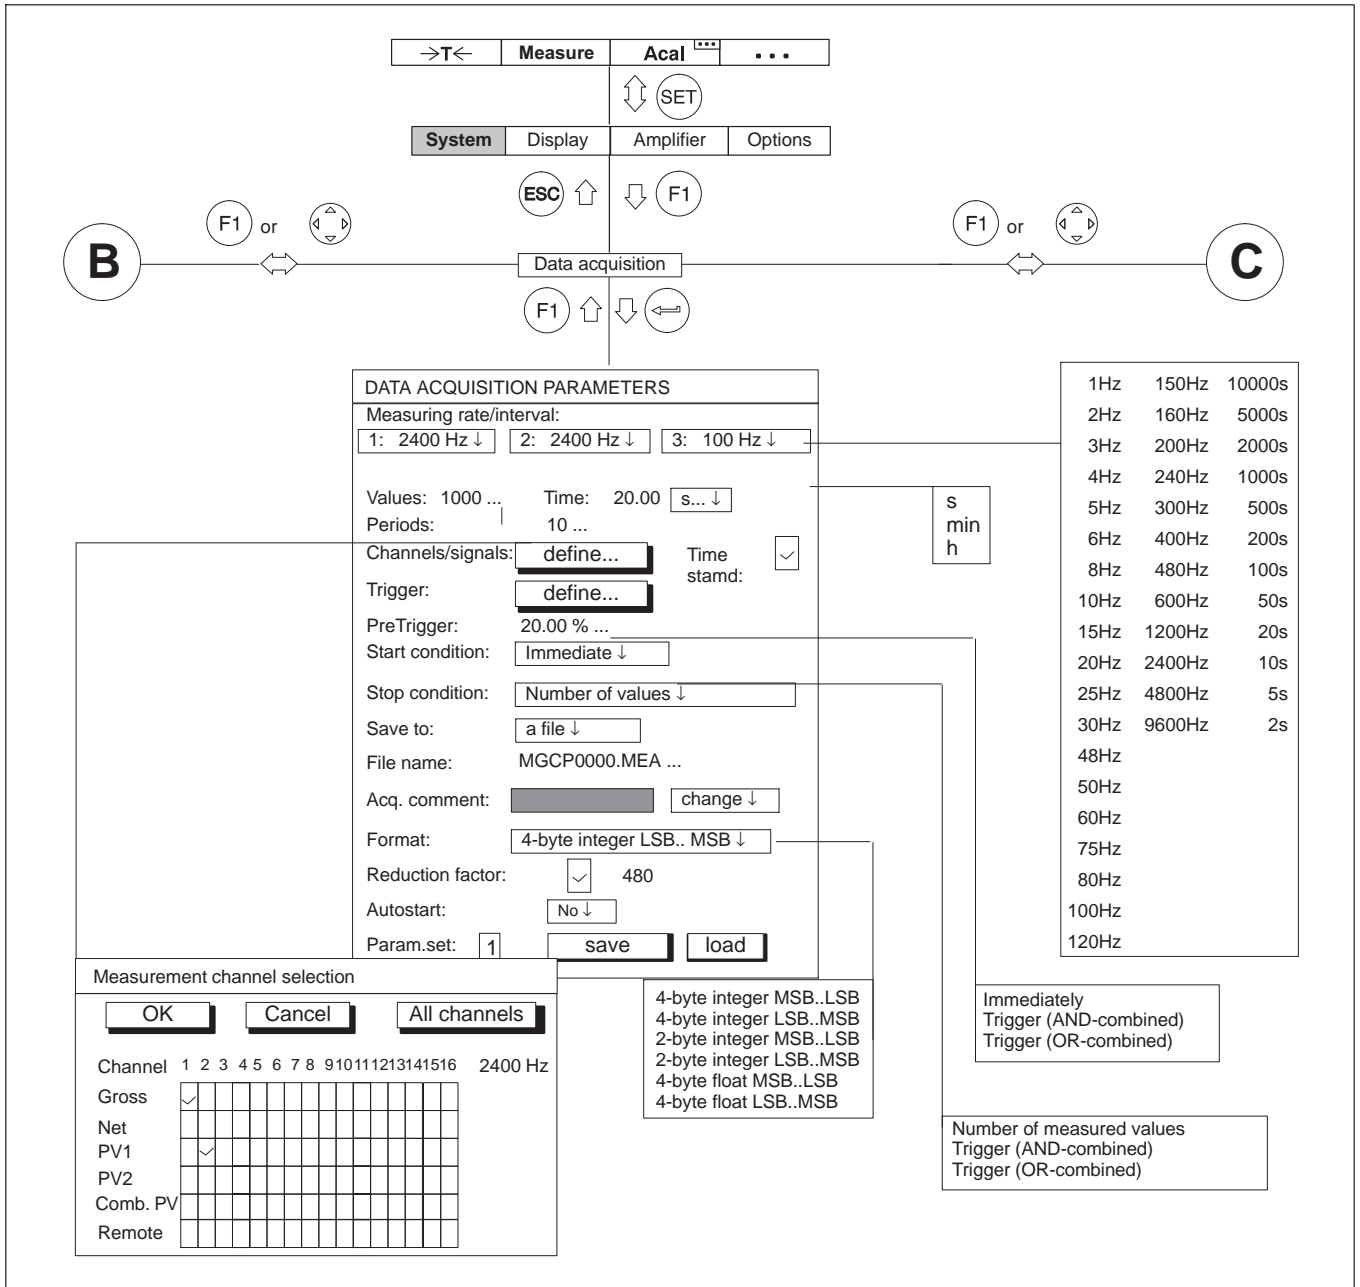 →T← Measure Acal ... ...
SET
System Display Amplifier Options
ESC F1
F1 or
F1 or
B
Data acquisition
C
F1
DATA ACQUISITION PARAMETERS
Measuring rate/interval:
1: 2400 Hz↓ 2: 2400 Hz↓ 3: 100 Hz↓
Values: 1000 ... Time: 20.00 s...↓
Periods: 10 ...
Channels/signals: define... Time
stamd:
Trigger: define...
PreTrigger: 20.00 % ...
Start condition: Immediate↓
Stop condition: Number of values↓
Save to: a file↓
File name: MGCP0000.MEA ...
Acq. comment: change↓
Format: 4-byte integer LSB.. MSB↓
Reduction factor: 480
Autostart: No↓
Param.set: 1 save load
s
min
h
1Hz 150Hz 10000s
2Hz 160Hz 5000s
3Hz 200Hz 2000s
4Hz 240Hz 1000s
5Hz 300Hz 500s
6Hz 400Hz 200s
8Hz 480Hz 100s
10Hz 600Hz 50s
15Hz 1200Hz 20s
20Hz 2400Hz 10s
25Hz 4800Hz 5s
30Hz 9600Hz 2s
48Hz
50Hz
60Hz
75Hz
80Hz
100Hz
120Hz
Measurement channel selection
OK Cancel All channels
Channel 1 2 3 4 5 6 7 8 9 10 11 12 13 14 15 16 2400 Hz
Gross
Net
PV1
PV2
Comb. PV
Remote
4-byte integer MSB..LSB
4-byte integer LSB..MSB
2-byte integer MSB..LSB
2-byte integer LSB..MSB
4-byte float MSB..LSB
4-byte float LSB..MSB
Immediately
Trigger (AND-combined)
Trigger (OR-combined)
Number of measured values
Trigger (AND-combined)
Trigger (OR-combined)